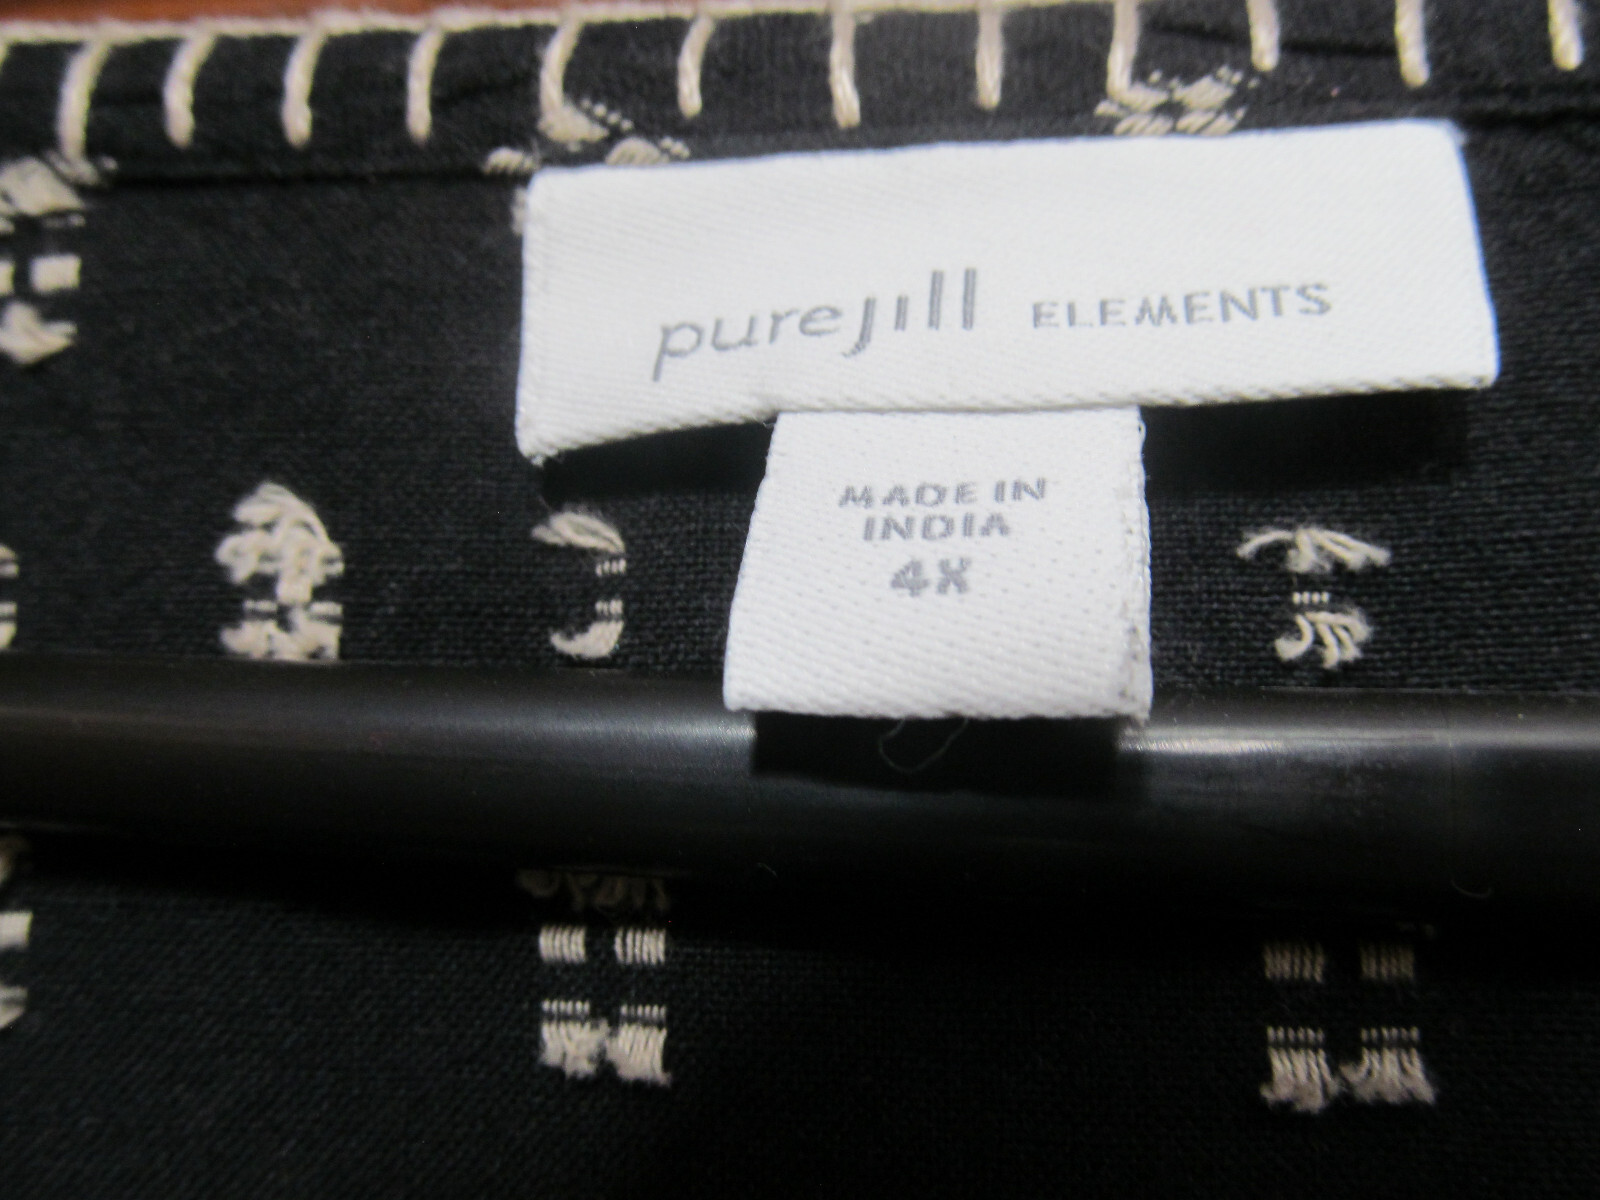 purejill ELEMENTS
MADE IN
INDIA
4X